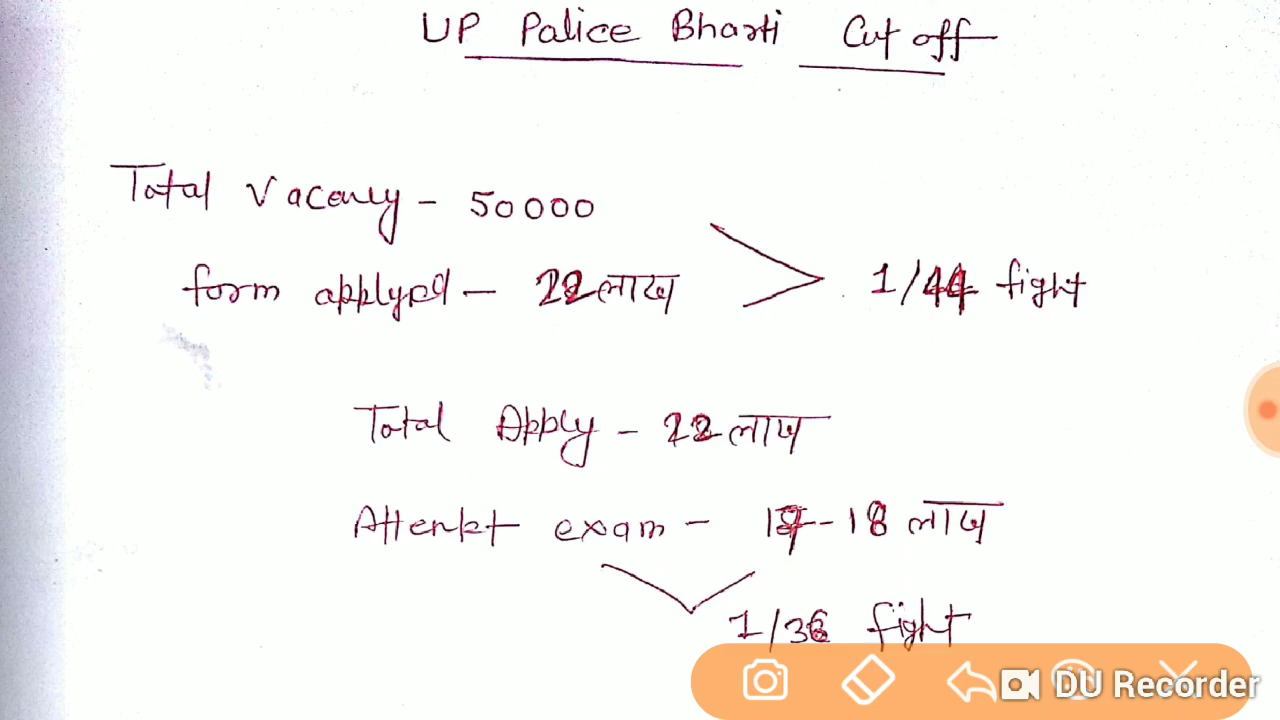 UP Palice Bharti Cut off
Total Vacency - 50000
form applyed - 22 लाख
1/44 fight
Total Apply - 22 लाख
Attenkt exam - 17-18 लाख
1/36 fight
DU Recorder